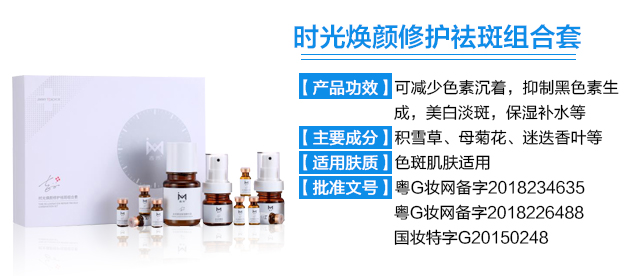 时光焕颜修护祛斑组合套
【产品功效】可减少色素沉着，抑制黑色素生
成，美白淡斑，保湿补水等
【主要成分】积雪草、母菊花、迷迭香叶等
【适用肤质】色斑肌肤适用
【批准文号】粤G妆网备字2018234635
粤G妆网备字2018226488
国妆特字G20150248